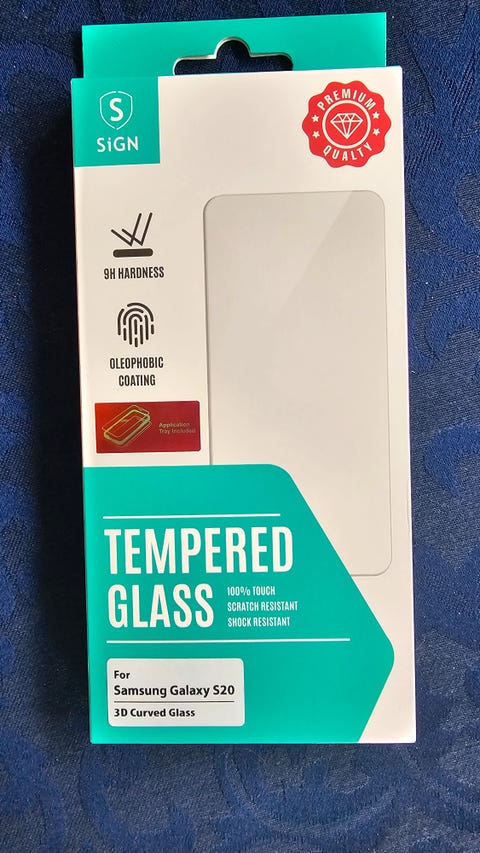 S
SiGN
PREMIUM
QUALTY
9H HARDNESS
OLEOPHOBIC
COATING
Application
Tray Included
TEMPERED
GLASS
100% TOUCH
SCRATCH RESISTANT
SHOCK RESISTANT
For
Samsung Galaxy S20
3D Curved Glass